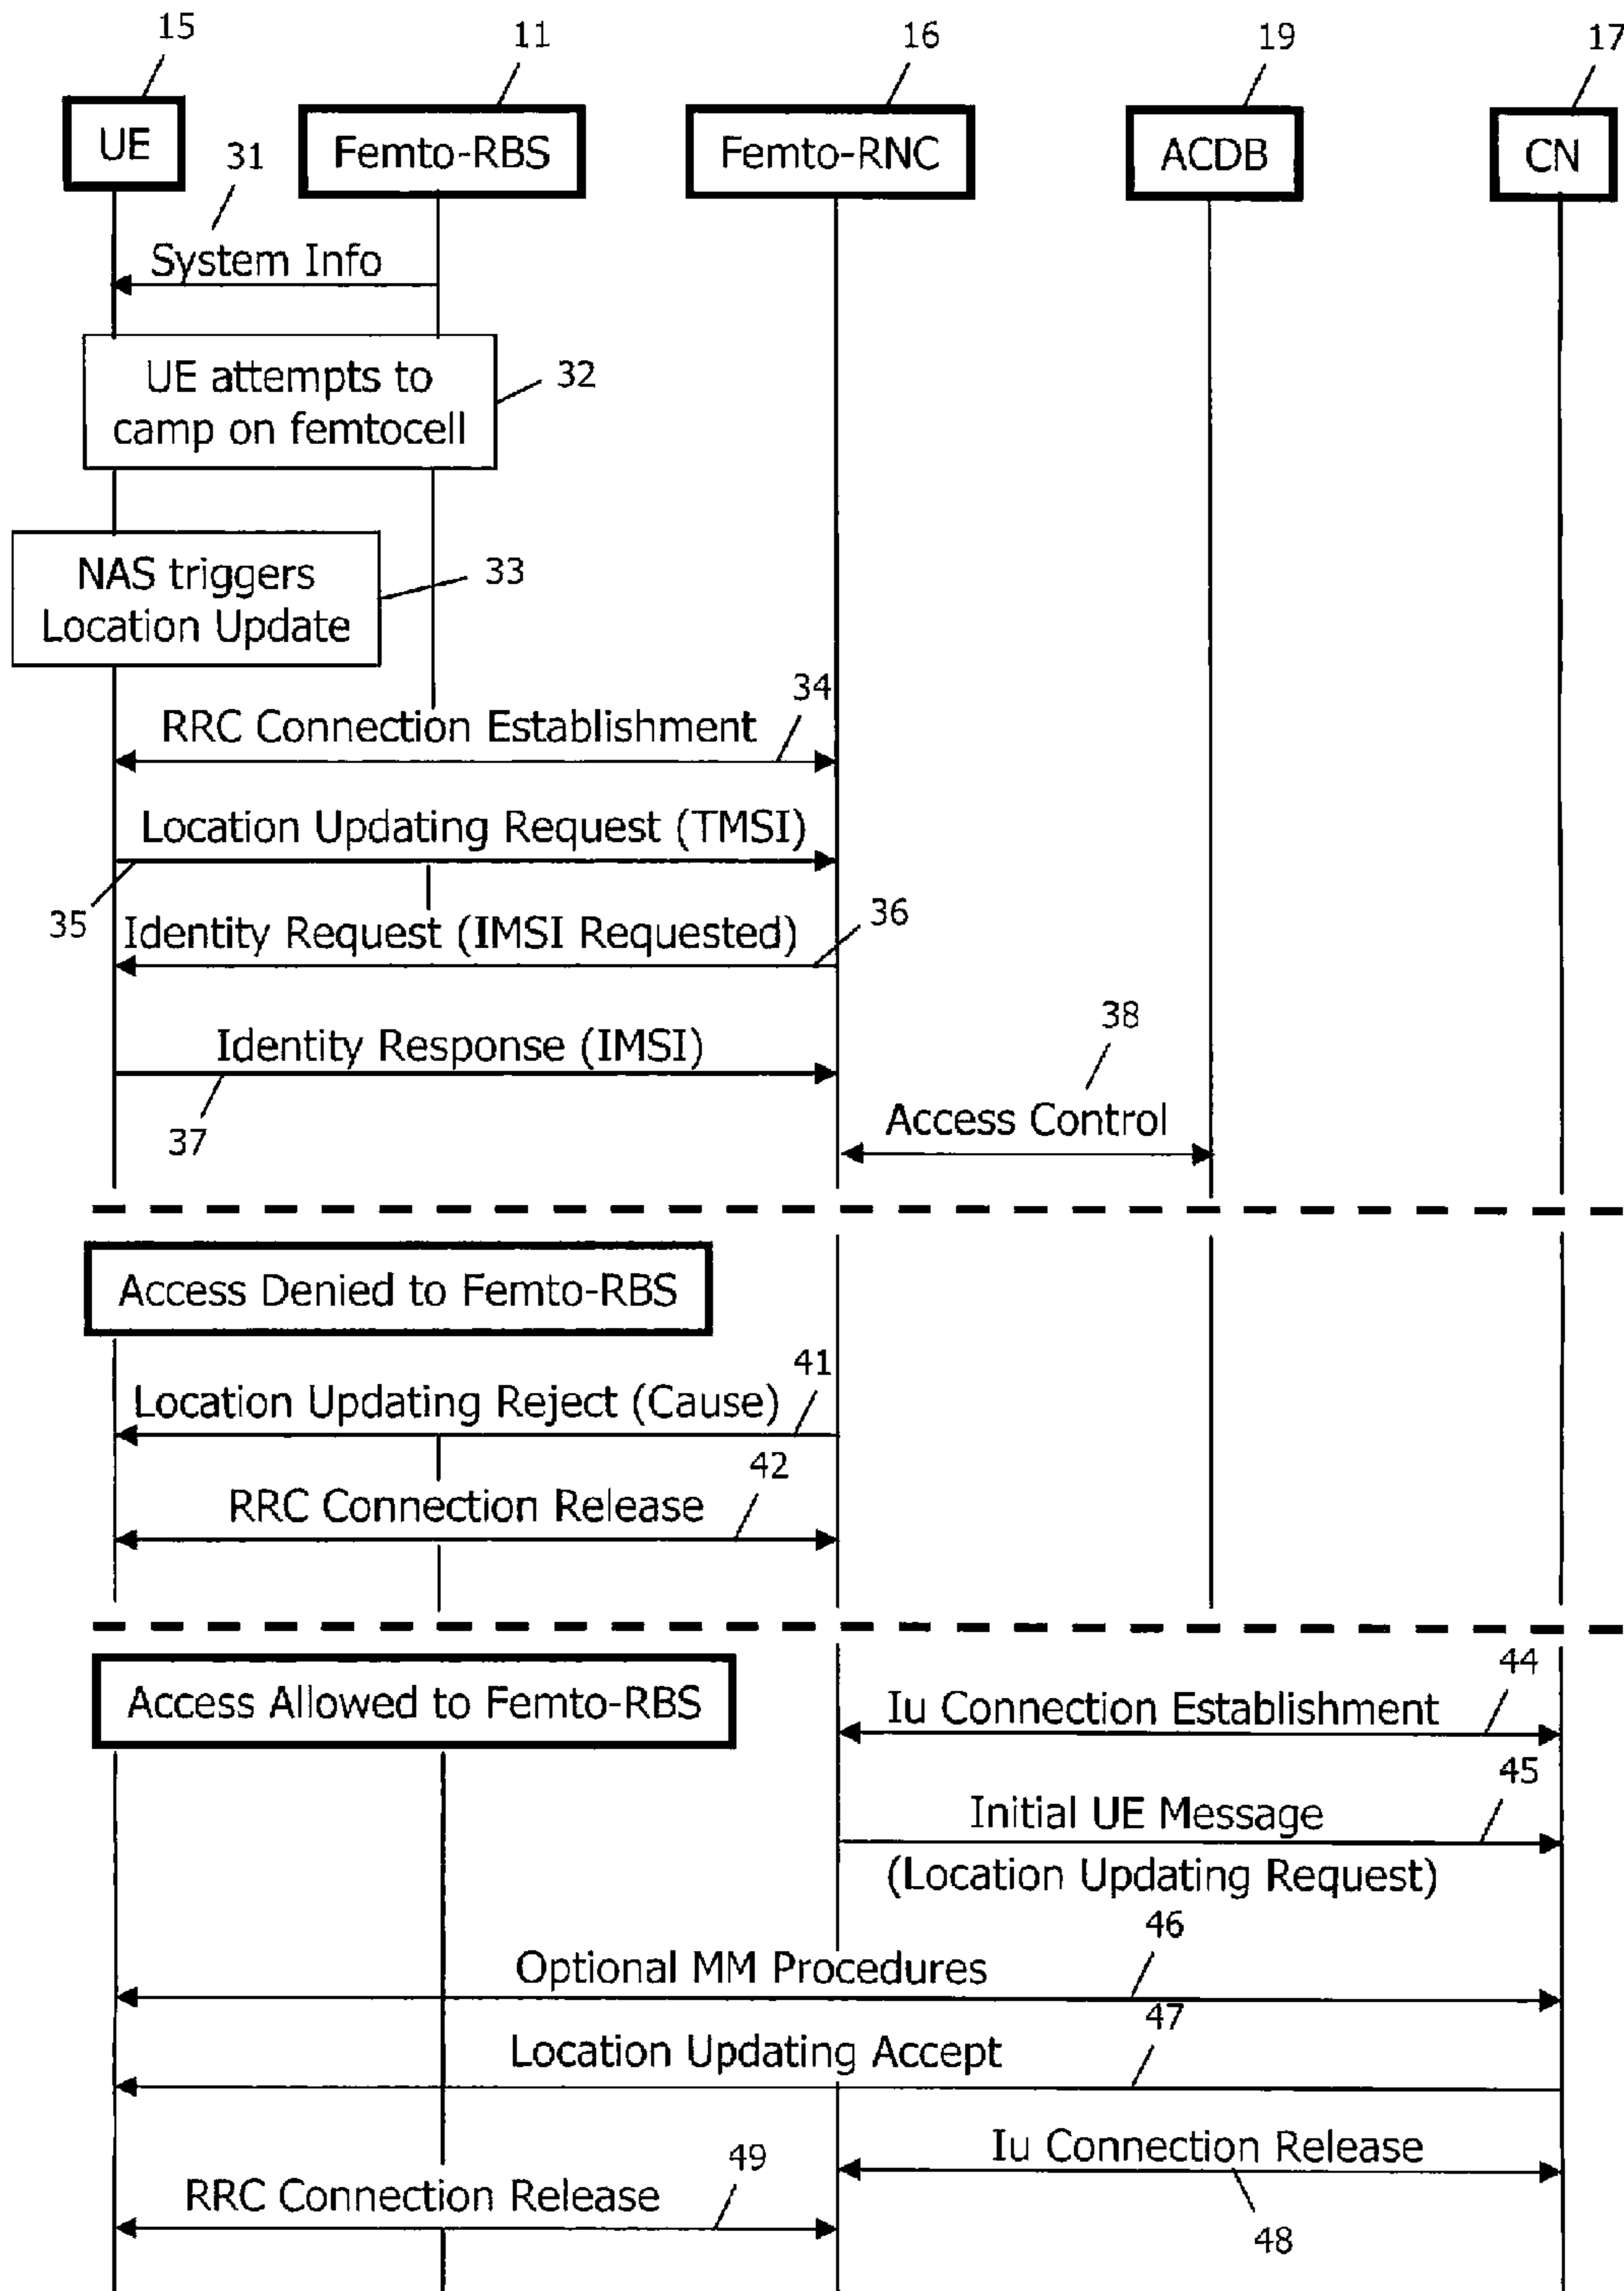 15
11
16
19
17
UE
Femto-RBS
Femto-RNC
ACDB
CN
31
System Info
UE attempts to
camp on femtocell
32
NAS triggers
Location Update
33
34
RRC Connection Establishment
Location Updating Request (TMSI)
35
36
Identity Request (IMSI Requested)
38
Identity Response (IMSI)
37
Access Control
Access Denied to Femto-RBS
41
Location Updating Reject (Cause)
42
RRC Connection Release
Access Allowed to Femto-RBS
44
Iu Connection Establishment
45
Initial UE Message
(Location Updating Request)
46
Optional MM Procedures
47
Location Updating Accept
Iu Connection Release
49
RRC Connection Release
48